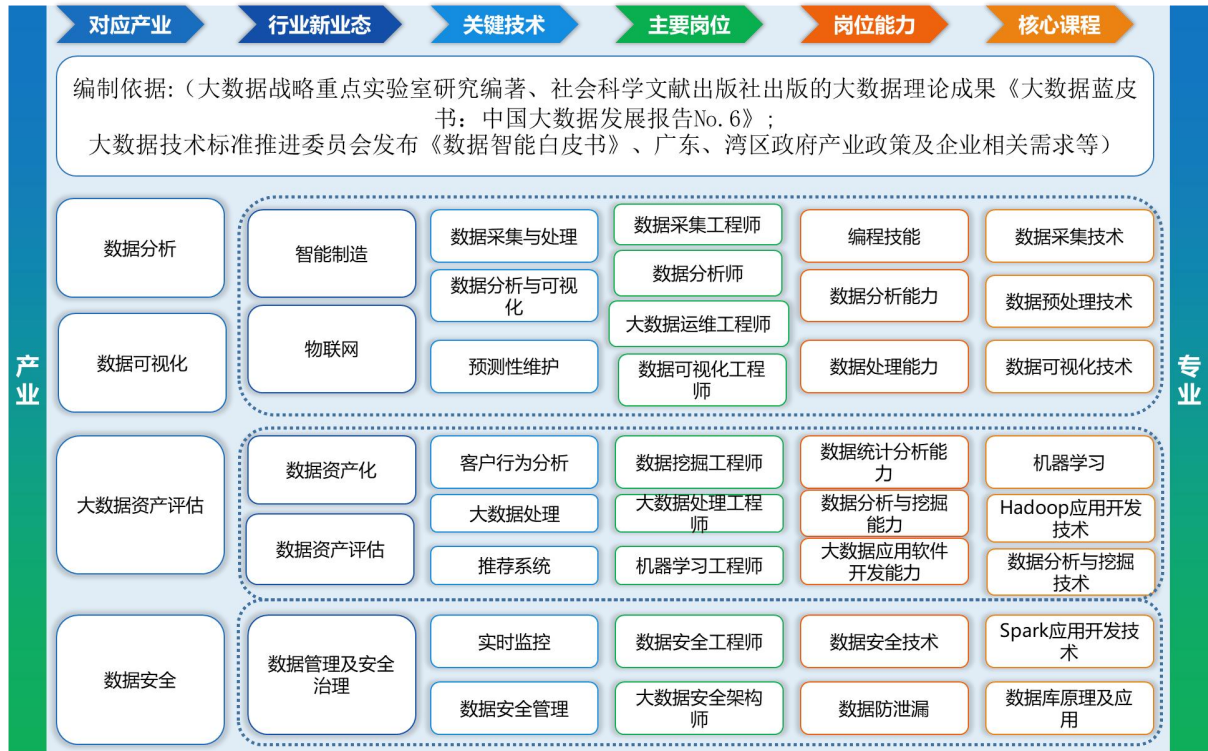 对应产业
行业新业态
关键技术
主要岗位
岗位能力
核心课程
编制依据:（大数据战略重点实验室研究编著、社会科学文献出版社出版的大数据理论成果《大数据蓝皮
书：中国大数据发展报告No.6》;
大数据技术标准推进委员会发布《数据智能白皮书》、广东、湾区政府产业政策及企业相关需求等）
产
业
专
业
数据分析
数据可视化
智能制造
物联网
数据采集与处理
数据分析与可视
化
预测性维护
数据采集工程师
数据分析师
大数据运维工程师
数据可视化工程
师
编程技能
数据分析能力
数据处理能力
数据采集技术
数据预处理技术
数据可视化技术
大数据资产评估
数据资产化
数据资产评估
客户行为分析
大数据处理
推荐系统
数据挖掘工程师
大数据处理工程
师
机器学习工程师
数据统计分析能
力
数据分析与挖掘
能力
大数据应用软件
开发能力
机器学习
Hadoop应用开发
技术
数据分析与挖掘
技术
数据安全
数据管理及安全
治理
实时监控
数据安全管理
数据安全工程师
大数据安全架构
师
数据安全技术
数据防泄漏
Spark应用开发技
术
数据库原理及应
用